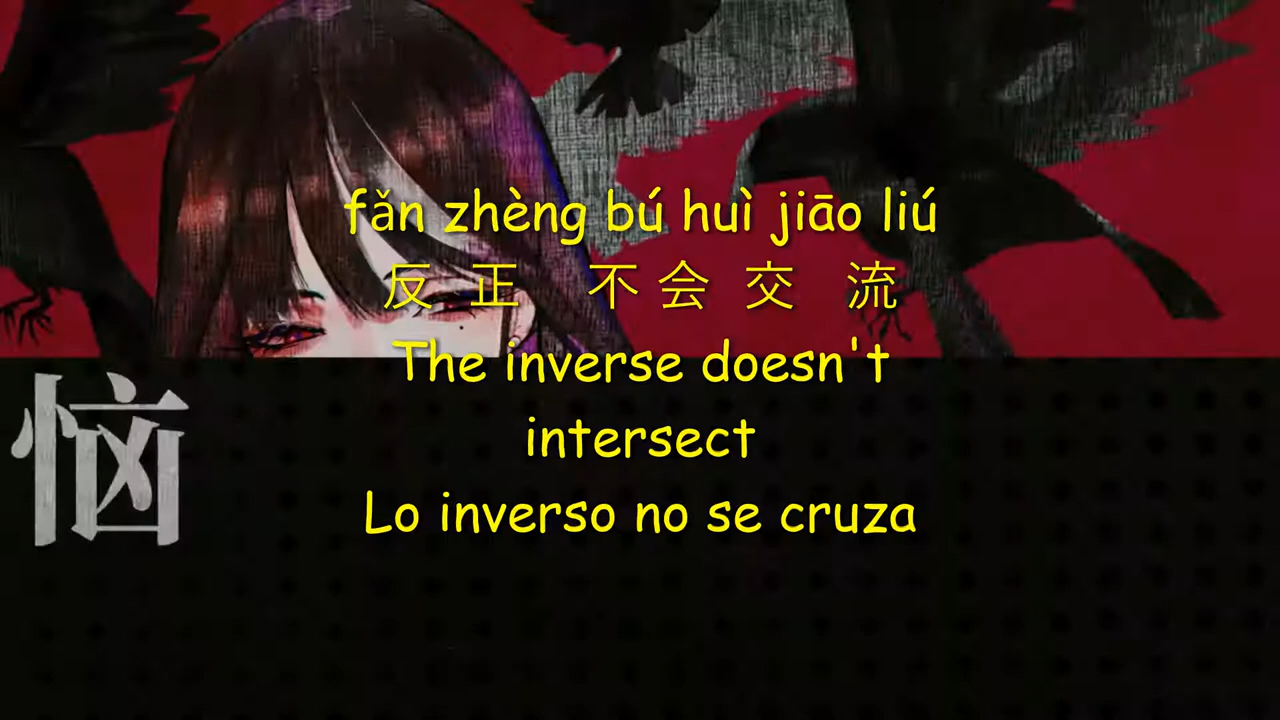 fǎn zhèng bú huì jiāo liú
反 正 不 会 交 流
The inverse doesn't
intersect
Lo inverso no se cruza
恼